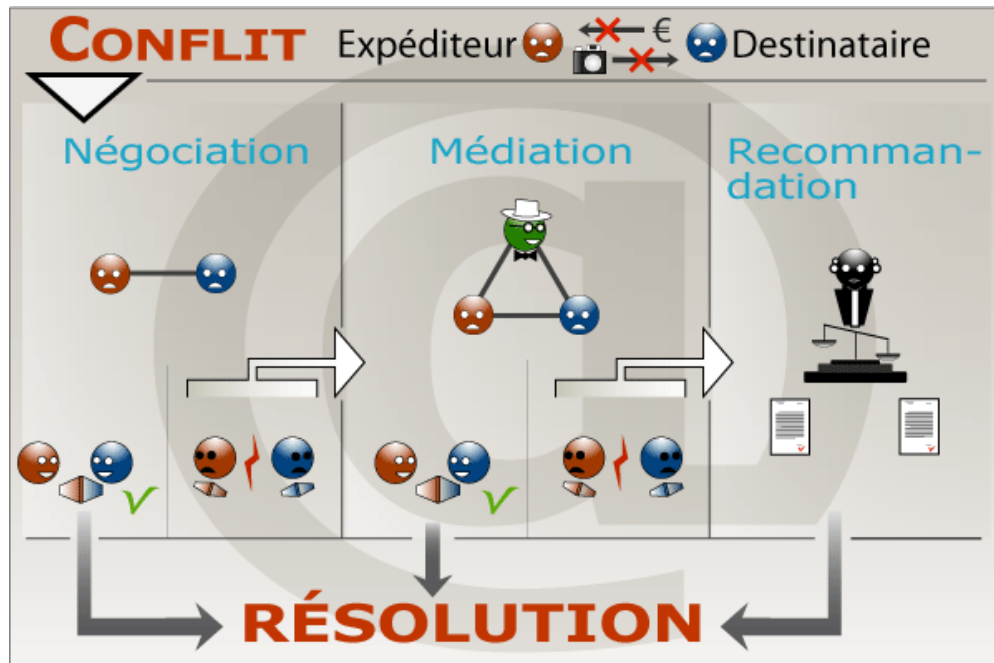 CONFLIT Expéditeur € Destinataire
Négociation
Médiation
Recomman-
dation
RÉSOLUTION